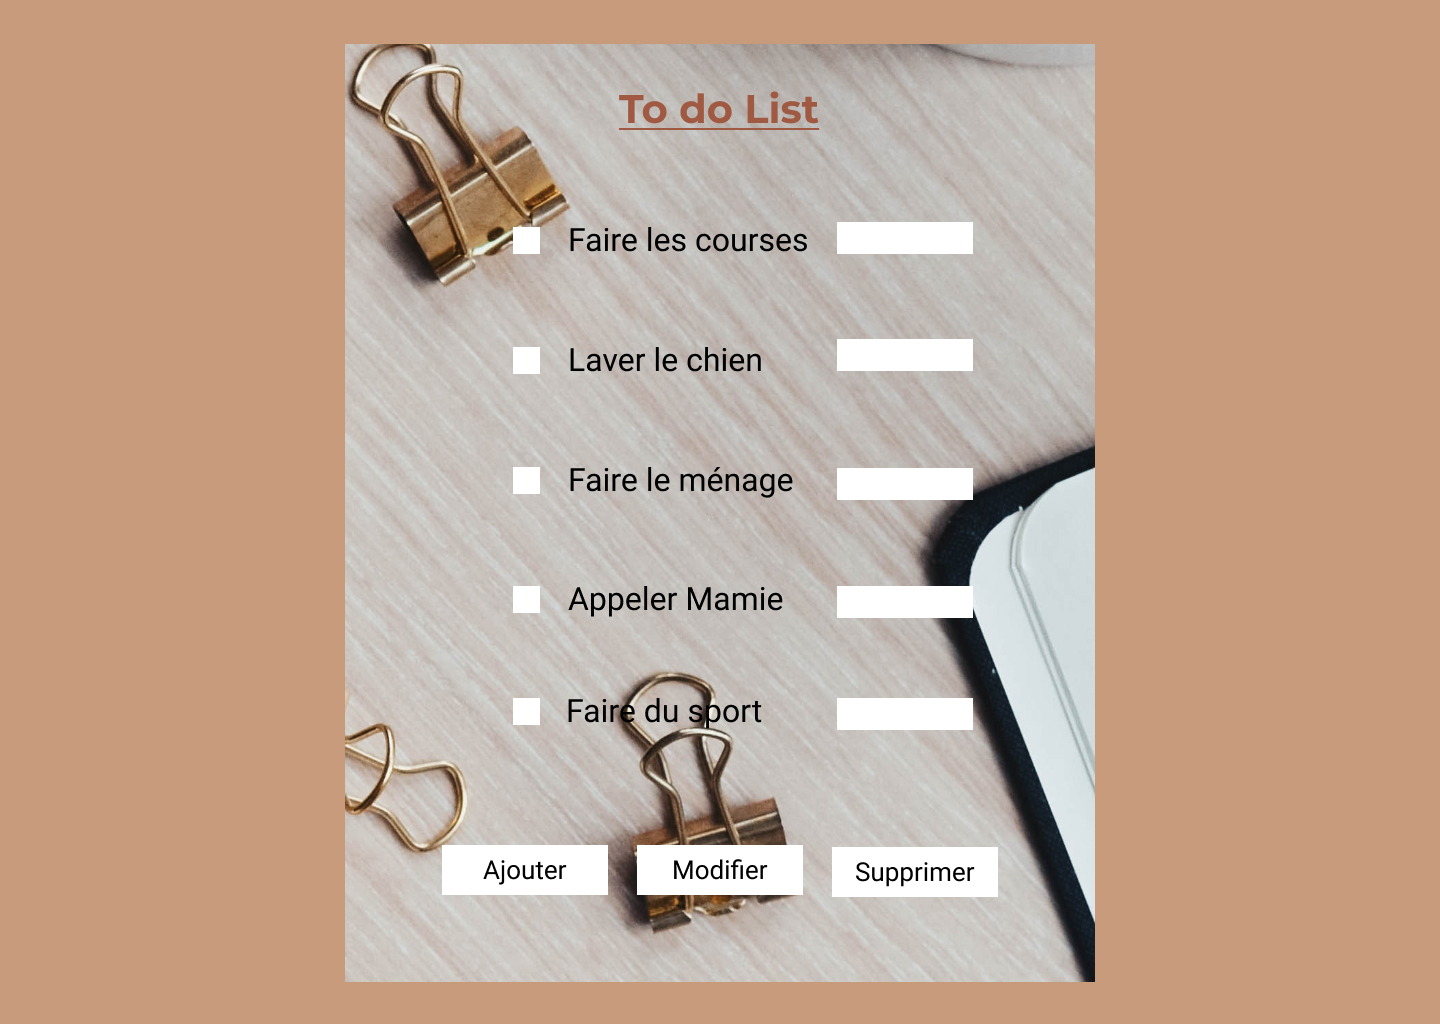 To do List
Faire les courses
Laver le chien
Faire le ménage
Appeler Mamie
Faire du sport
Ajouter
Modifier
Supprimer